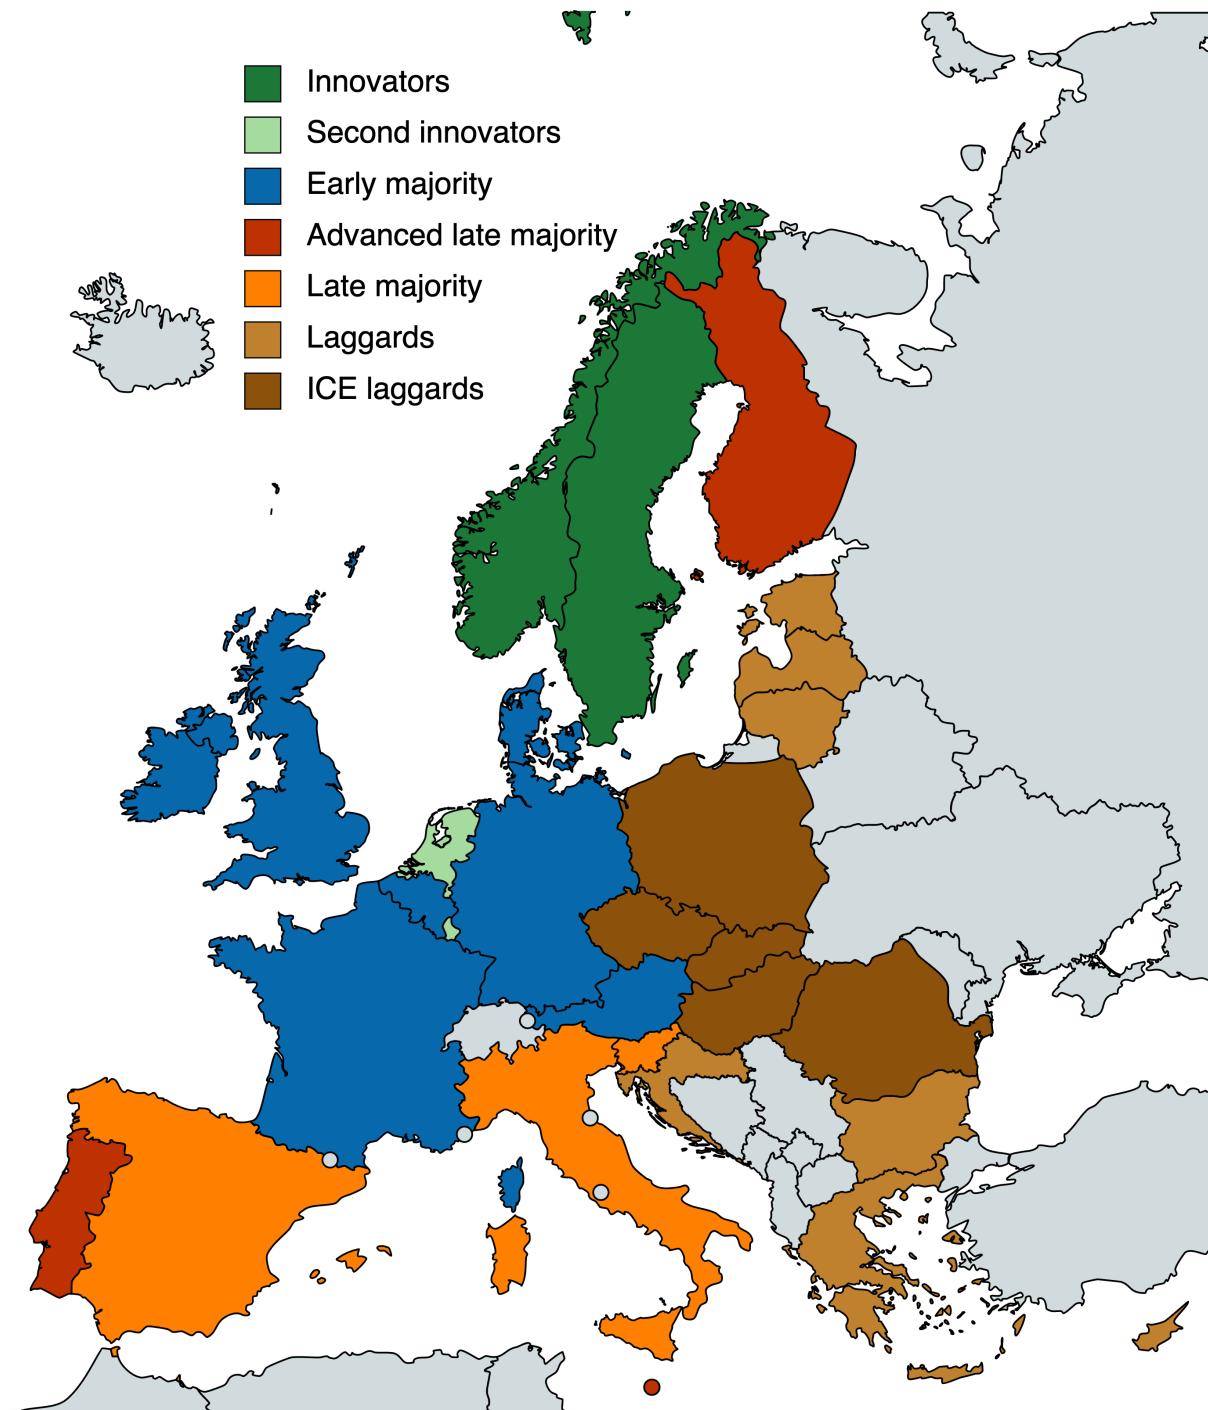 Innovators
Second innovators
Early majority
Advanced late majority
Late majority
Laggards
ICE laggards